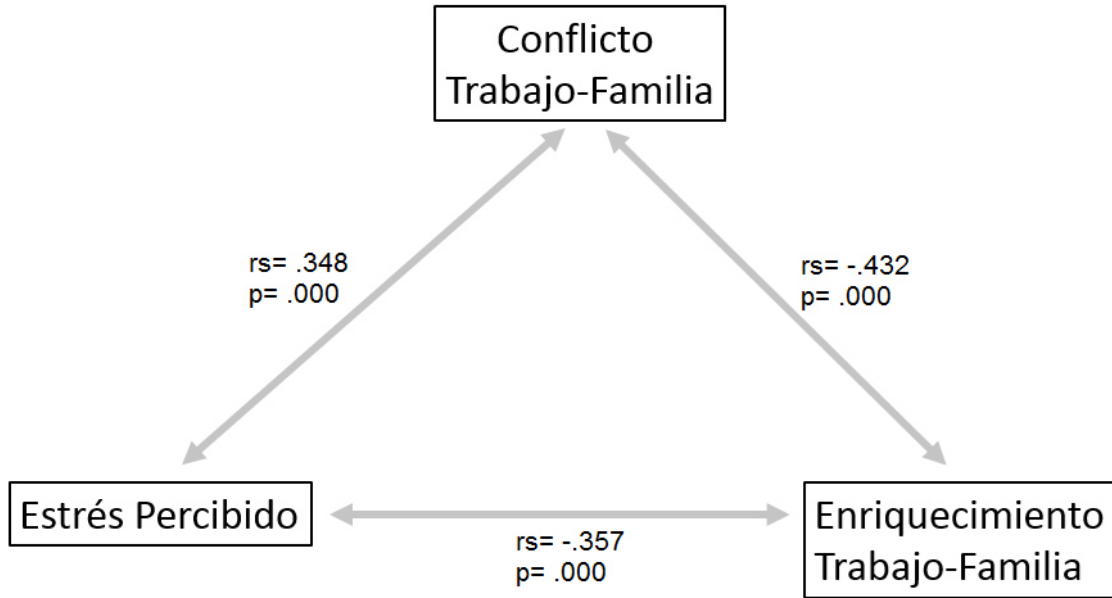 Conflicto
Trabajo-Familia
rs= .348
p= .000
rs= -.432
p= .000
Estrés Percibido
rs= -.357
p= .000
Enriquecimiento
Trabajo-Familia